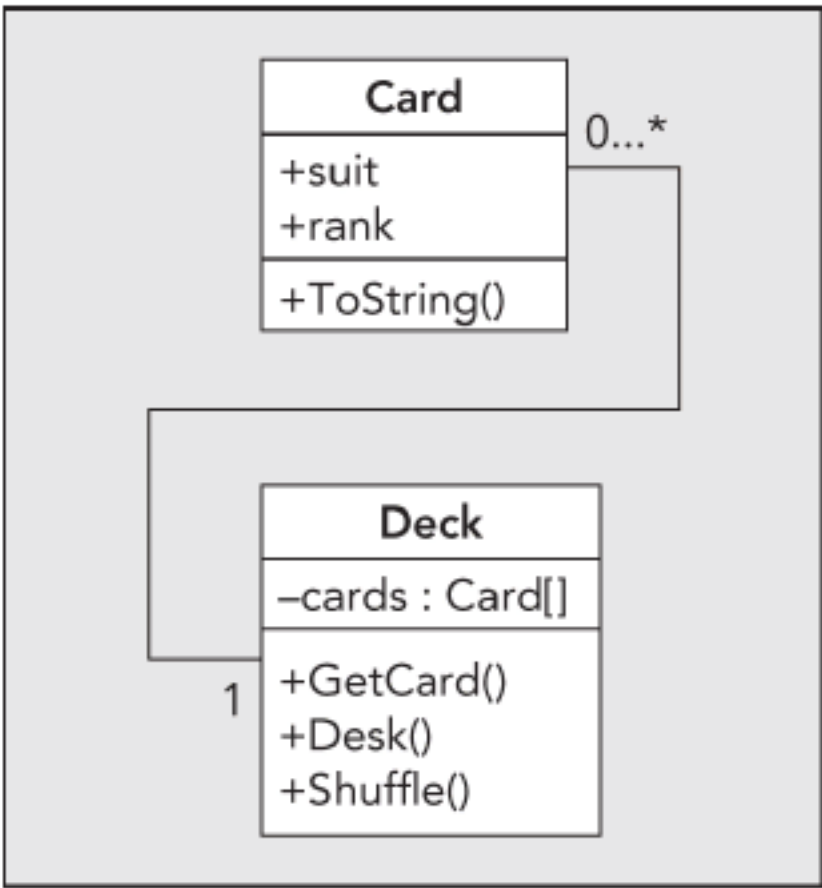 Card
0...*
+suit
+rank
+ToString()
Deck
–cards : Card[]
1
+GetCard()
+Desk()
+Shuffle()